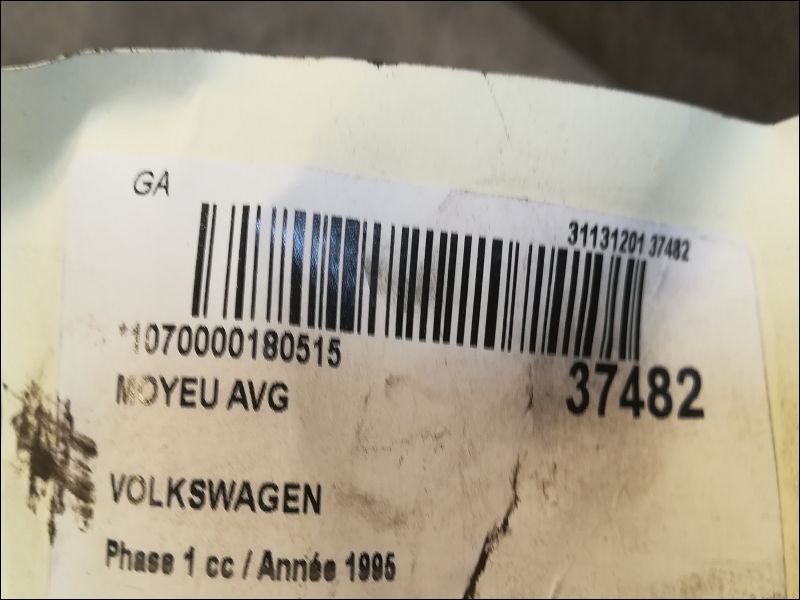 GA
31131201 37482
*1070000180515
37482
MOYEU AVG
VOLKSWAGEN
Phase 1 cc / Année 1995